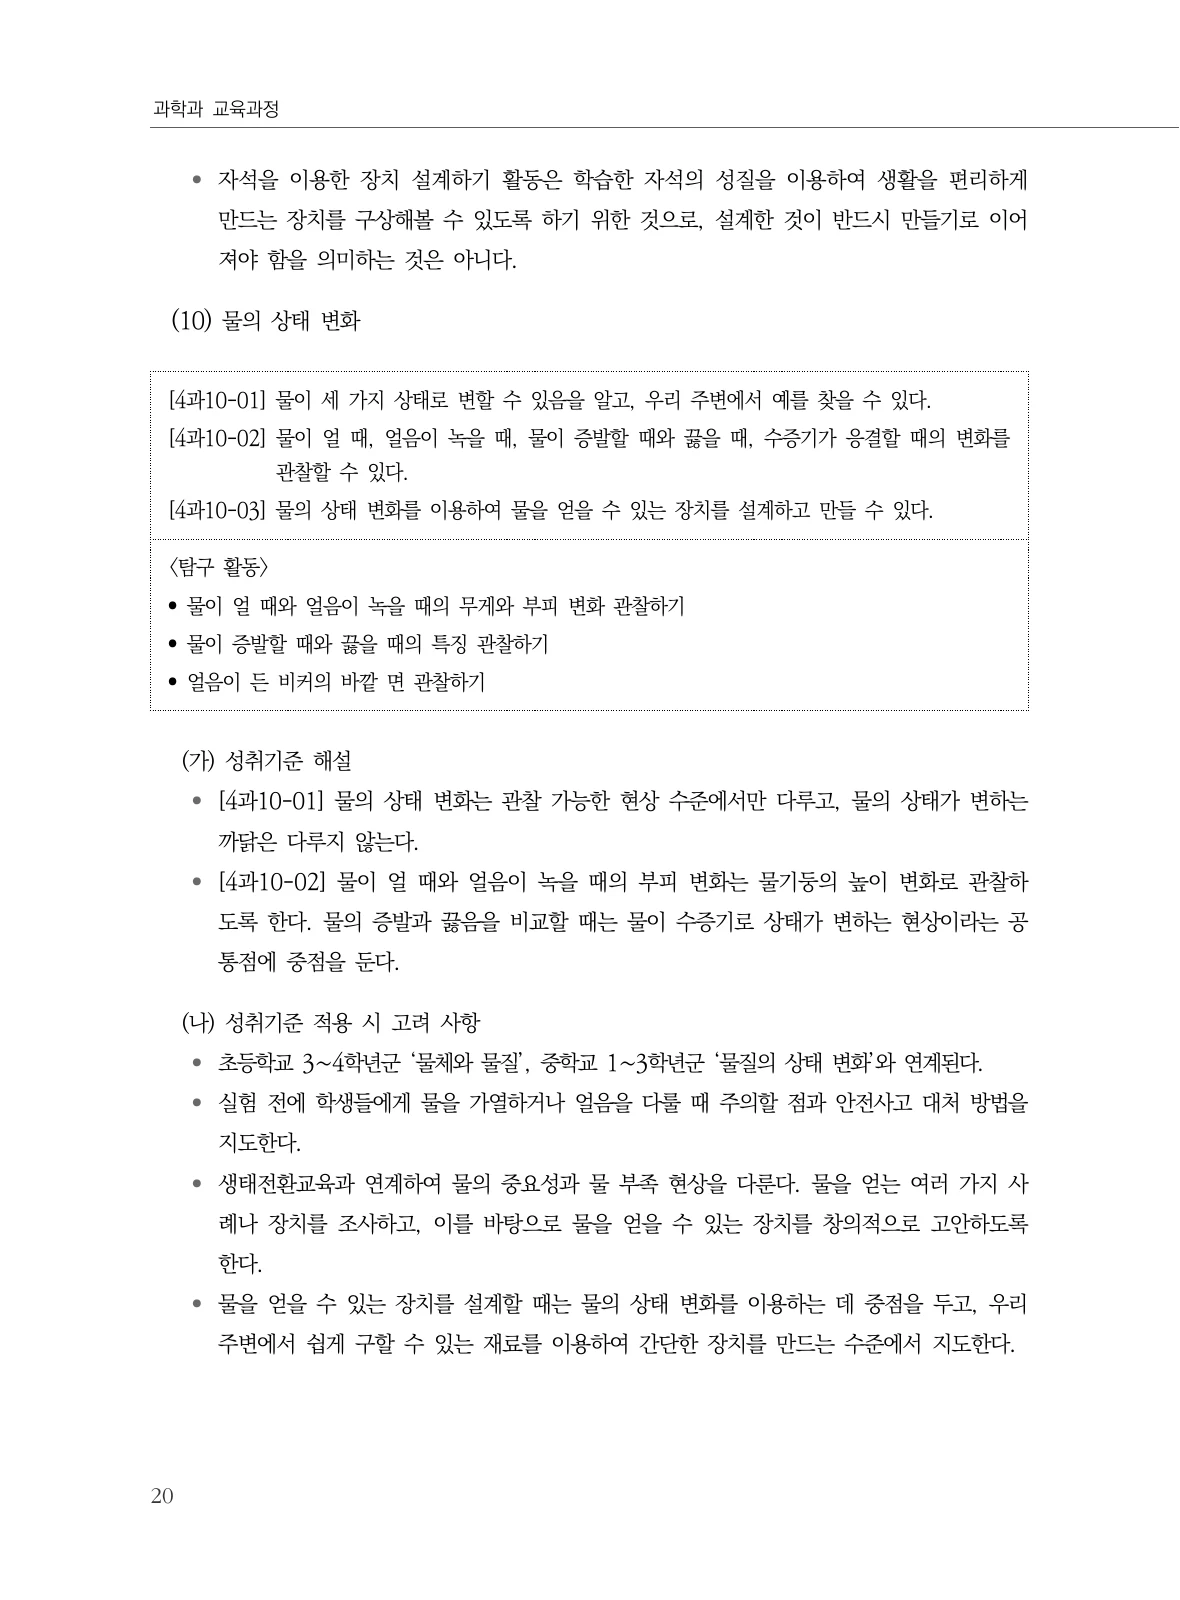 과학과 교육과정
• 자석을 이용한 장치 설계하기 활동은 학습한 자석의 성질을 이용하여 생활을 편리하게
만드는 장치를 구상해볼 수 있도록 하기 위한 것으로, 설계한 것이 반드시 만들기로 이어
져야 함을 의미하는 것은 아니다.
(10) 물의 상태 변화
[4과10-01] 물이 세 가지 상태로 변할 수 있음을 알고, 우리 주변에서 예를 찾을 수 있다.
[4과10-02] 물이 얼 때, 얼음이 녹을 때, 물이 증발할 때와 끓을 때, 수증기가 응결할 때의 변화를
관찰할 수 있다.
[4과10-03] 물의 상태 변화를 이용하여 물을 얻을 수 있는 장치를 설계하고 만들 수 있다.
〈탐구 활동〉
• 물이 얼 때와 얼음이 녹을 때의 무게와 부피 변화 관찰하기
• 물이 증발할 때와 끓을 때의 특징 관찰하기
• 얼음이 든 비커의 바깥 면 관찰하기
(가) 성취기준 해설
• [4과10-01] 물의 상태 변화는 관찰 가능한 현상 수준에서만 다루고, 물의 상태가 변하는
까닭은 다루지 않는다.
• [4과10-02] 물이 얼 때와 얼음이 녹을 때의 부피 변화는 물기둥의 높이 변화로 관찰하
도록 한다. 물의 증발과 끓음을 비교할 때는 물이 수증기로 상태가 변하는 현상이라는 공
통점에 중점을 둔다.
(나) 성취기준 적용 시 고려 사항
• 초등학교 3~4학년군 ‘물체와 물질’, 중학교 1~3학년군 ‘물질의 상태 변화’와 연계된다.
• 실험 전에 학생들에게 물을 가열하거나 얼음을 다룰 때 주의할 점과 안전사고 대처 방법을
지도한다.
• 생태전환교육과 연계하여 물의 중요성과 물 부족 현상을 다룬다. 물을 얻는 여러 가지 사
례나 장치를 조사하고, 이를 바탕으로 물을 얻을 수 있는 장치를 창의적으로 고안하도록
한다.
• 물을 얻을 수 있는 장치를 설계할 때는 물의 상태 변화를 이용하는 데 중점을 두고, 우리
주변에서 쉽게 구할 수 있는 재료를 이용하여 간단한 장치를 만드는 수준에서 지도한다.
20